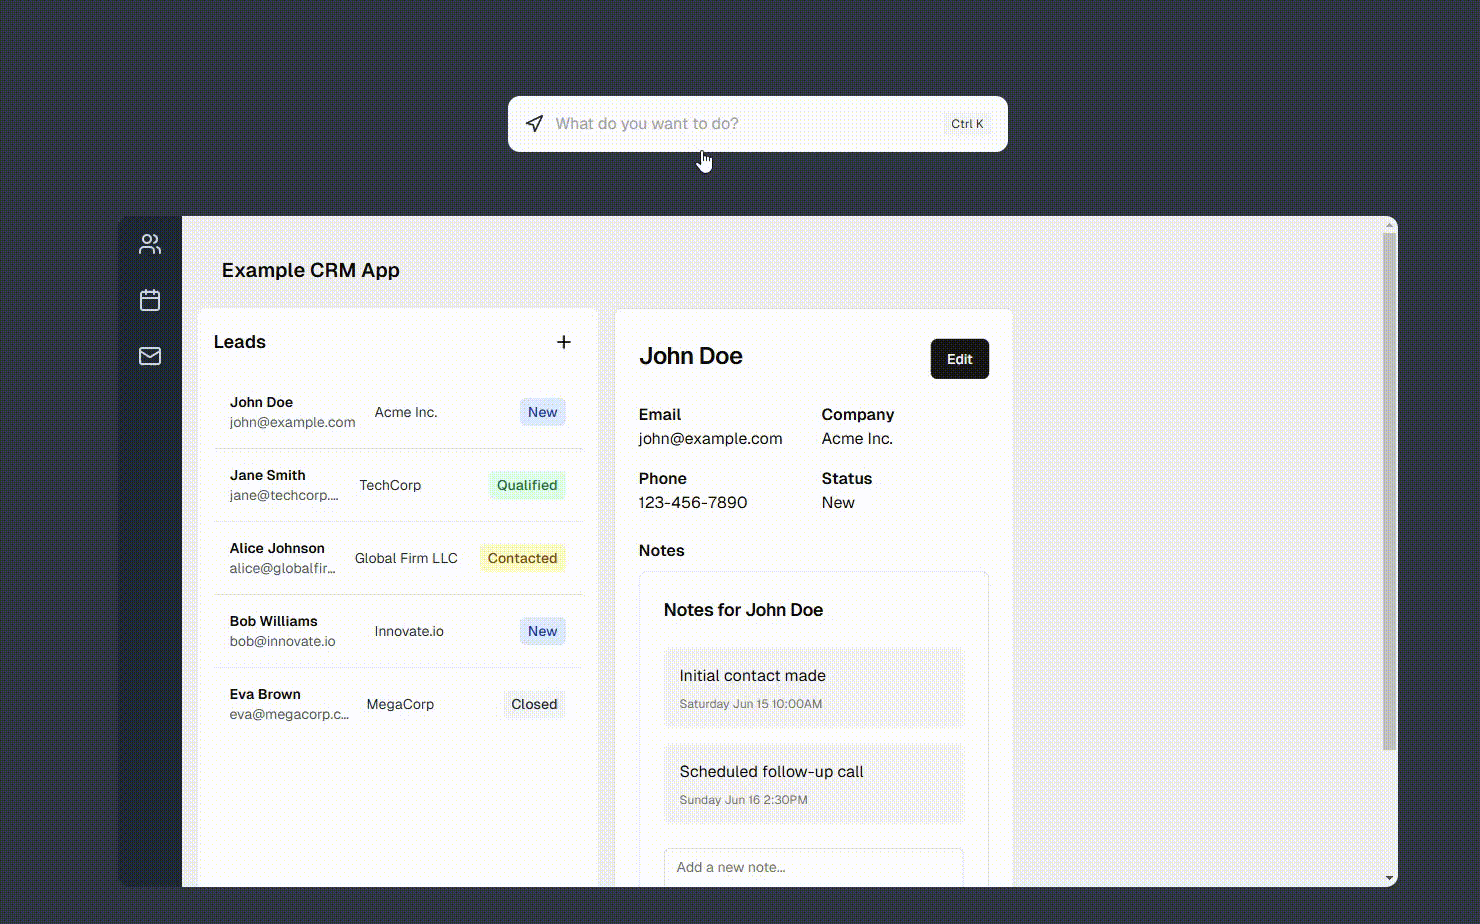 What do you want to do?
Ctrl K
Example CRM App
Leads
John Doe
john@example.com
Acme Inc.
New
Jane Smith
jane@techcorp....
TechCorp
Qualified
Alice Johnson
alice@globalfir...
Global Firm LLC
Contacted
Bob Williams
bob@innovate.io
Innovate.io
New
Eva Brown
eva@megacorp.c...
MegaCorp
Closed
John Doe
Edit
Email
john@example.com
Company
Acme Inc.
Phone
123-456-7890
Status
New
Notes
Notes for John Doe
Initial contact made
Saturday Jun 15 10:00AM
Scheduled follow-up call
Sunday Jun 16 2:30PM
Add a new note...